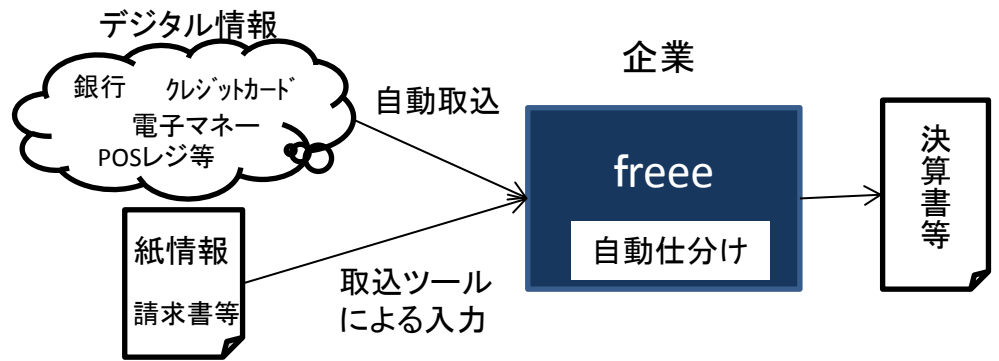 デジタル情報
銀行 クレジットカード
電子マネー
POSレジ等
自動取込
紙情報
請求書等
取込ツール
による入力
企業
freee
自動仕分け
決算書等